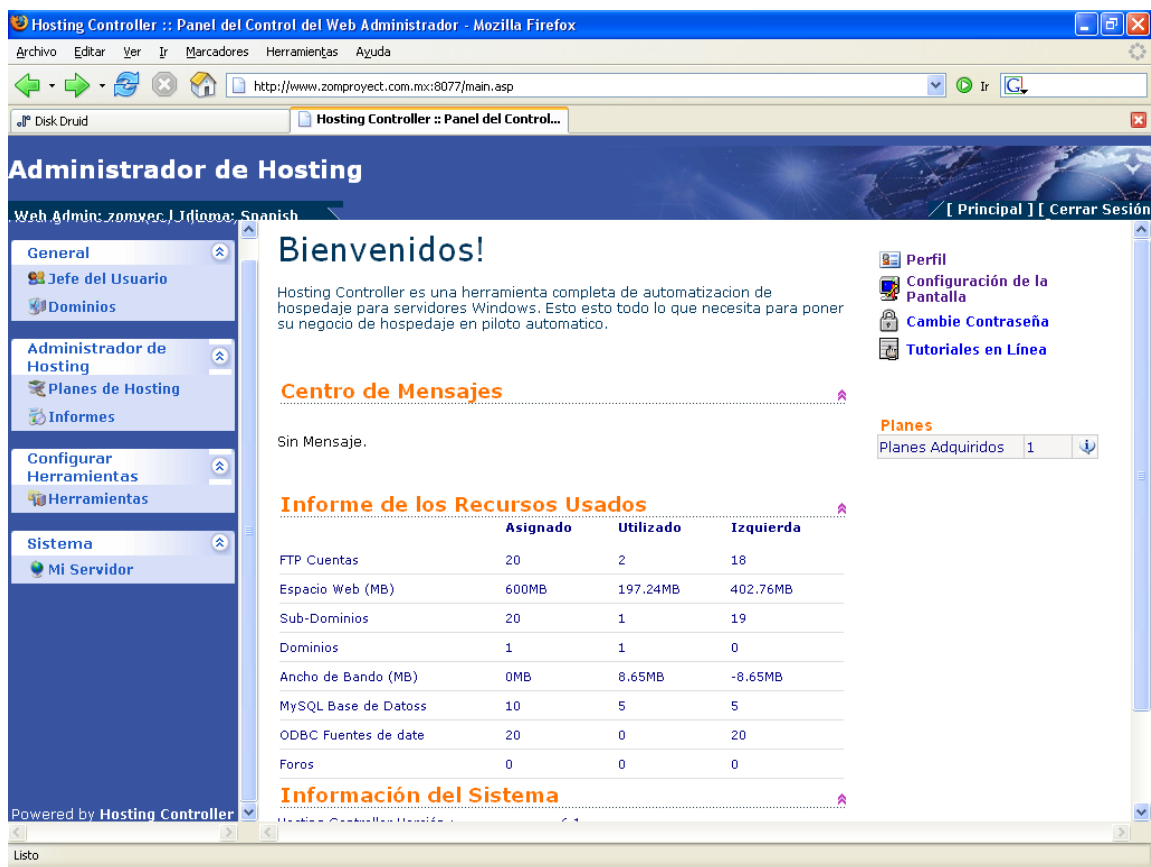 Hosting Controller :: Panel del Control del Web Administrador - Mozilla Firefox
Archivo Editar Ver Ir Marcadores Herramientas Ayuda
http://www.zomproyect.com.mx:8077/main.asp Ir G
Disk Druid Hosting Controller :: Panel del Control...
Administrador de Hosting
Web Admin: zomyec | Idioma: Spanish [ Principal ] [ Cerrar Sesión
General
Jefe del Usuario
Dominios
Administrador de
Hosting
Planes de Hosting
Informes
Configurar
Herramientas
Herramientas
Sistema
Mi Servidor
Powered by Hosting Controller
Bienvenidos!
Hosting Controller es una herramienta completa de automatizacion de
hospedaje para servidores Windows. Esto esto todo lo que necesita para poner
su negocio de hospedaje en piloto automatico.
Centro de Mensajes
Sin Mensaje.
Informe de los Recursos Usados
Asignado Utilizado Izquierda
FTP Cuentas 20 2 18
Espacio Web (MB) 600MB 197.24MB 402.76MB
Sub-Dominios 20 1 19
Dominios 1 1 0
Ancho de Bando (MB) 0MB 8.65MB -8.65MB
MySQL Base de Datoss 10 5 5
ODBC Fuentes de date 20 0 20
Foros 0 0 0
Información del Sistema
Hosting Controller Versión : 6.1
Perfil
Configuración de la
Pantalla
Cambie Contraseña
Tutoriales en Línea
Planes
Planes Adquiridos 1
Listo